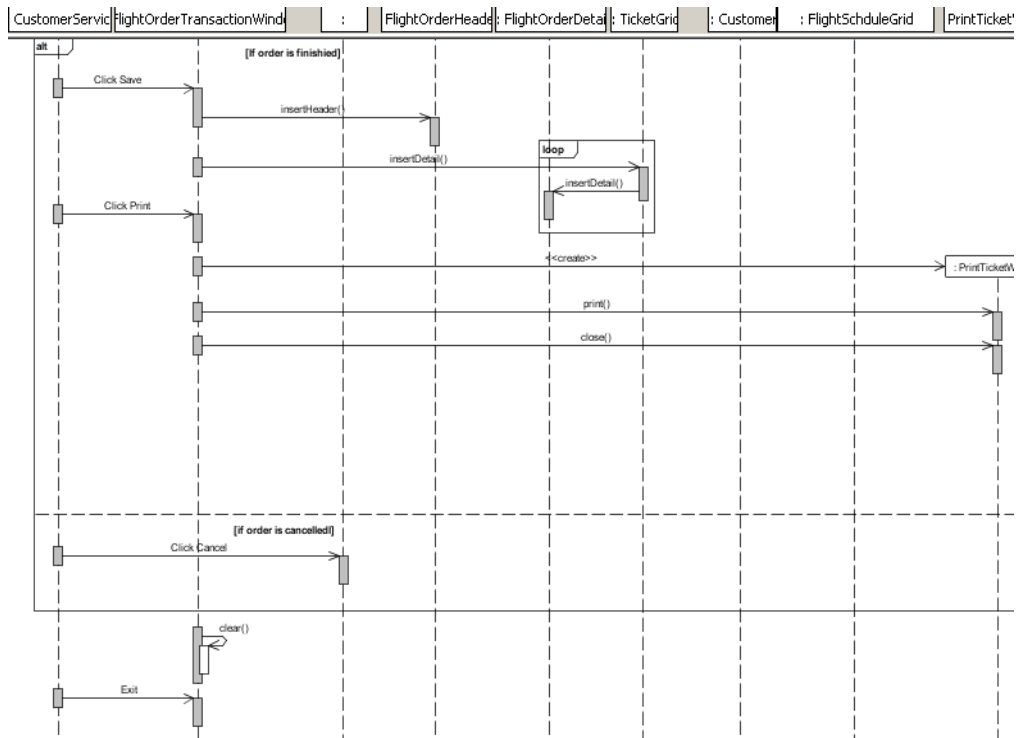 CustomerServic
FlightOrderTransactionWind
:
FlightOrderHeade
: FlightOrderDetai
: TicketGrid
: Customer
: FlightSchduleGrid
PrintTicket
alt
[If order is finishied]
Click Save
insertHeader()
loop
insertDetail()
insertDetail()
Click Print
<<create>>
: PrintTicketW
print()
close()
[if order is cancelledl]
Click Cancel
clear()
Exit